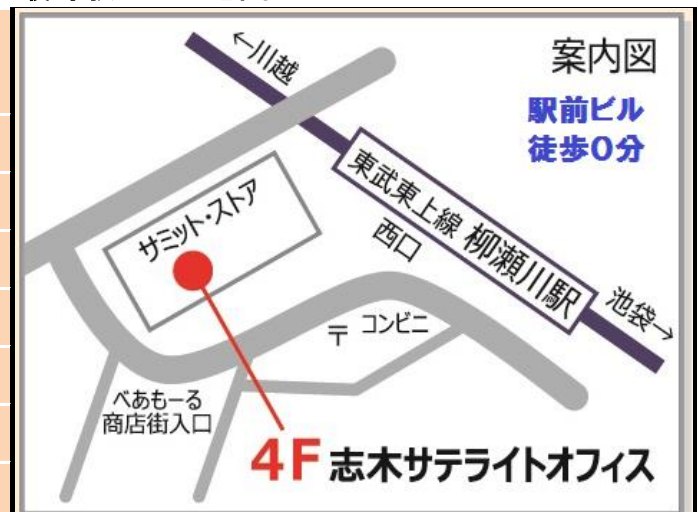 案内図
駅前ビル
徒歩0分
←川越
サミット・ストア
東武東上線 柳瀬川駅
西口
池袋→
〒 コンビニ
べあもーる
商店街入口
4F 志木サテライトオフィス